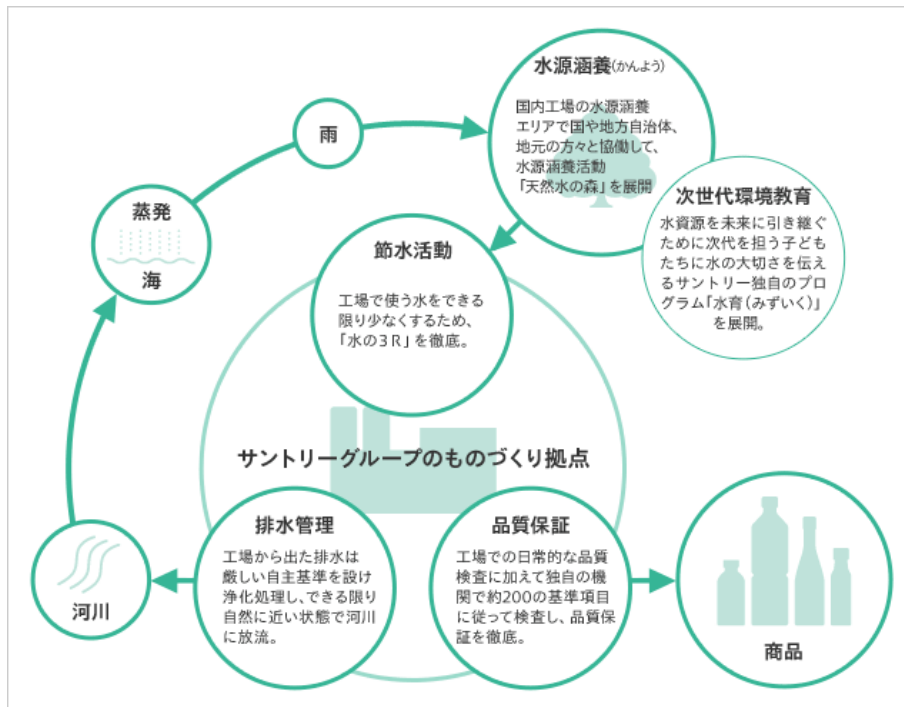 水源涵養(かんよう)
国内工場の水源涵養
エリアで国や地方自治体、
地元の方々と協働して、
水源涵養活動
「天然水の森」を展開
雨
次世代環境教育
水資源を未来に引き継ぐ
ために次代を担う子ども
たちに水の大切さを伝え
るサントリー独自のプロ
グラム「水育(みずいく)」
を展開。
蒸発
海
節水活動
工場で使う水をできる
限り少なくするため、
「水の3R」を徹底。
サントリーグループのものづくり拠点
排水管理
工場から出た排水は
厳しい自主基準を設け
浄化処理し、できる限り
自然に近い状態で河川
に放流。
品質保証
工場での日常的な品質
検査に加えて独自の機
関で約200の基準項目
に従って検査し、品質保
証を徹底。
河川
商品